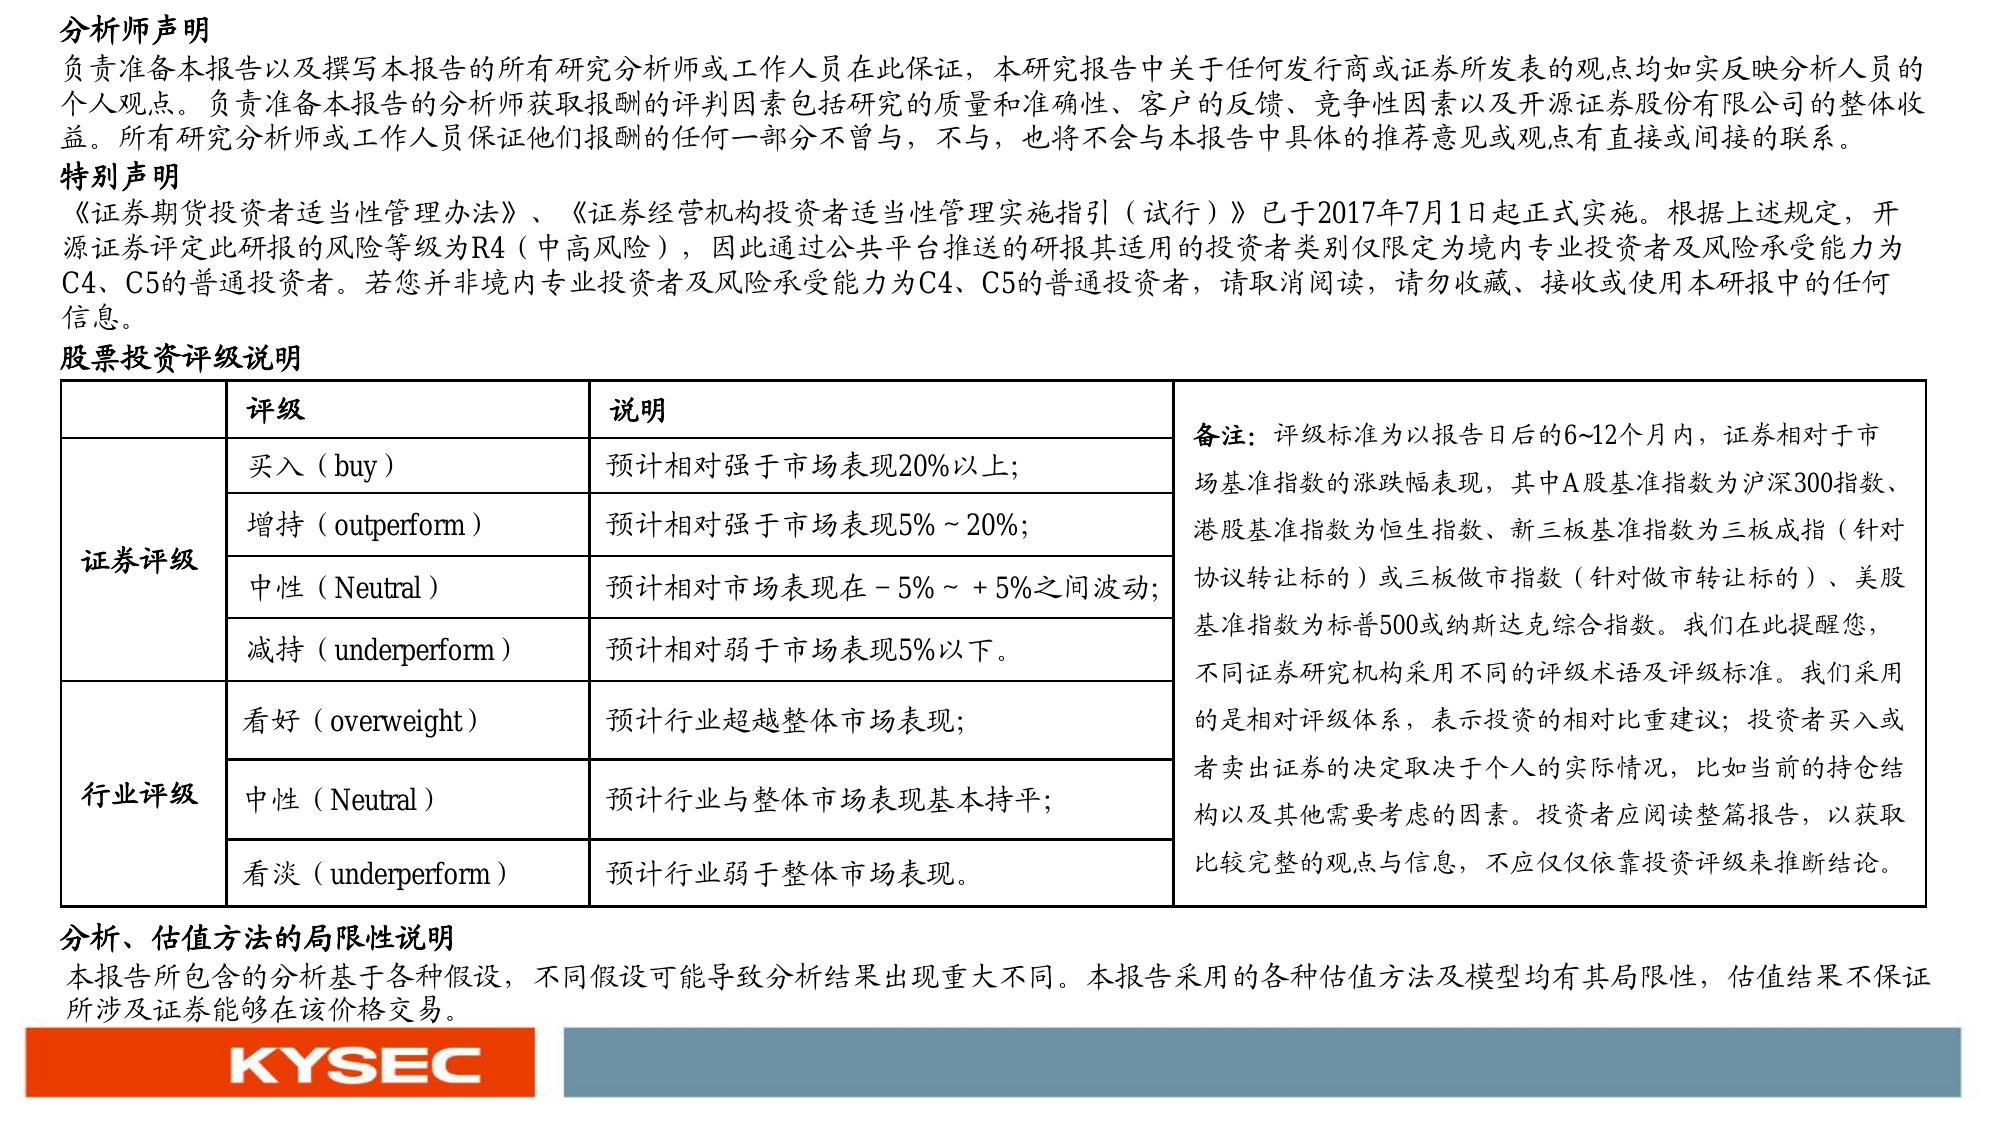 分析师声明
负责准备本报告以及撰写本报告的所有研究分析师或工作人员在此保证，本研究报告中关于任何发行商或证券所发表的观点均如实反映分析人员的
个人观点。负责准备本报告的分析师获取报酬的评判因素包括研究的质量和准确性、客户的反馈、竞争性因素以及开源证券股份有限公司的整体收
益。所有研究分析师或工作人员保证他们报酬的任何一部分不曾与，不与，也将不会与本报告中具体的推荐意见或观点有直接或间接的联系。
特别声明
《证券期货投资者适当性管理办法》、《证券经营机构投资者适当性管理实施指引（试行）》已于2017年7月1日起正式实施。根据上述规定，开
源证券评定此研报的风险等级为R4（中高风险），因此通过公共平台推送的研报其适用的投资者类别仅限定为境内专业投资者及风险承受能力为
C4、C5的普通投资者。若您并非境内专业投资者及风险承受能力为C4、C5的普通投资者，请取消阅读，请勿收藏、接收或使用本研报中的任何
信息。
股票投资评级说明
评级
说明
证券评级
买入（buy）
预计相对强于市场表现20%以上；
增持（outperform）
预计相对强于市场表现5%～20%；
中性（Neutral）
预计相对市场表现在－5%～＋5%之间波动；
减持（underperform）
预计相对弱于市场表现5%以下。
行业评级
看好（overweight）
预计行业超越整体市场表现；
中性（Neutral）
预计行业与整体市场表现基本持平；
看淡（underperform）
预计行业弱于整体市场表现。
备注：评级标准为以报告日后的6~12个月内，证券相对于市
场基准指数的涨跌幅表现，其中A股基准指数为沪深300指数、
港股基准指数为恒生指数、新三板基准指数为三板成指（针对
协议转让标的）或三板做市指数（针对做市转让标的）、美股
基准指数为标普500或纳斯达克综合指数。我们在此提醒您，
不同证券研究机构采用不同的评级术语及评级标准。我们采用
的是相对评级体系，表示投资的相对比重建议；投资者买入或
者卖出证券的决定取决于个人的实际情况，比如当前的持仓结
构以及其他需要考虑的因素。投资者应阅读整篇报告，以获取
比较完整的观点与信息，不应仅仅依靠投资评级来推断结论。
分析、估值方法的局限性说明
本报告所包含的分析基于各种假设，不同假设可能导致分析结果出现重大不同。本报告采用的各种估值方法及模型均有其局限性，估值结果不保证
所涉及证券能够在该价格交易。
KYSEC